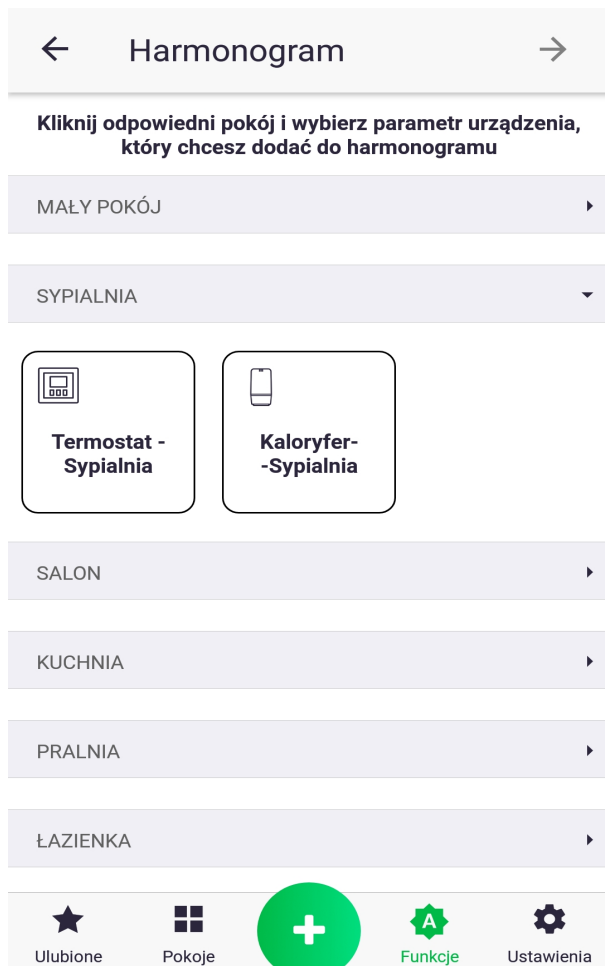 Harmonogram
Kliknij odpowiedni pokój i wybierz parametr urządzenia,
który chcesz dodać do harmonogramu
MAŁY POKÓJ
SYPIALNIA
Termostat -
Sypialnia
Kaloryfer-
-Sypialnia
SALON
KUCHNIA
PRALNIA
ŁAZIENKA
A
Ulubione
Pokoje
Funkcje
Ustawienia